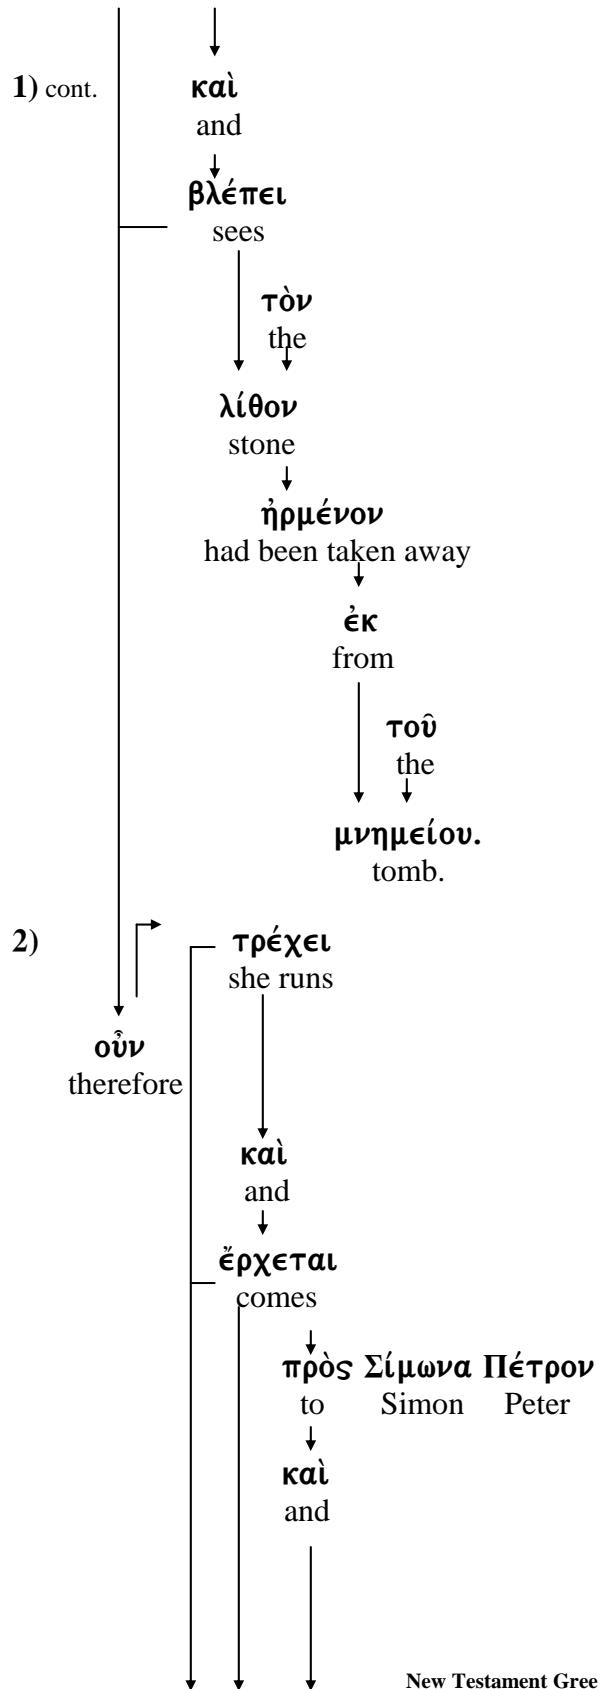 1) cont. καὶ
and
βλέπει
sees
τὸν
the
λίθον
stone
ἠρμένον
had been taken away
ἐκ
from
τοῦ
the
μνημείου.
tomb.
2) τρέχει
she runs
οὖν
therefore
καὶ
and
ἔρχεται
comes
πρὸς Σίμωνα Πέτρον
to Simon Peter
καὶ
and
New Testament Gree